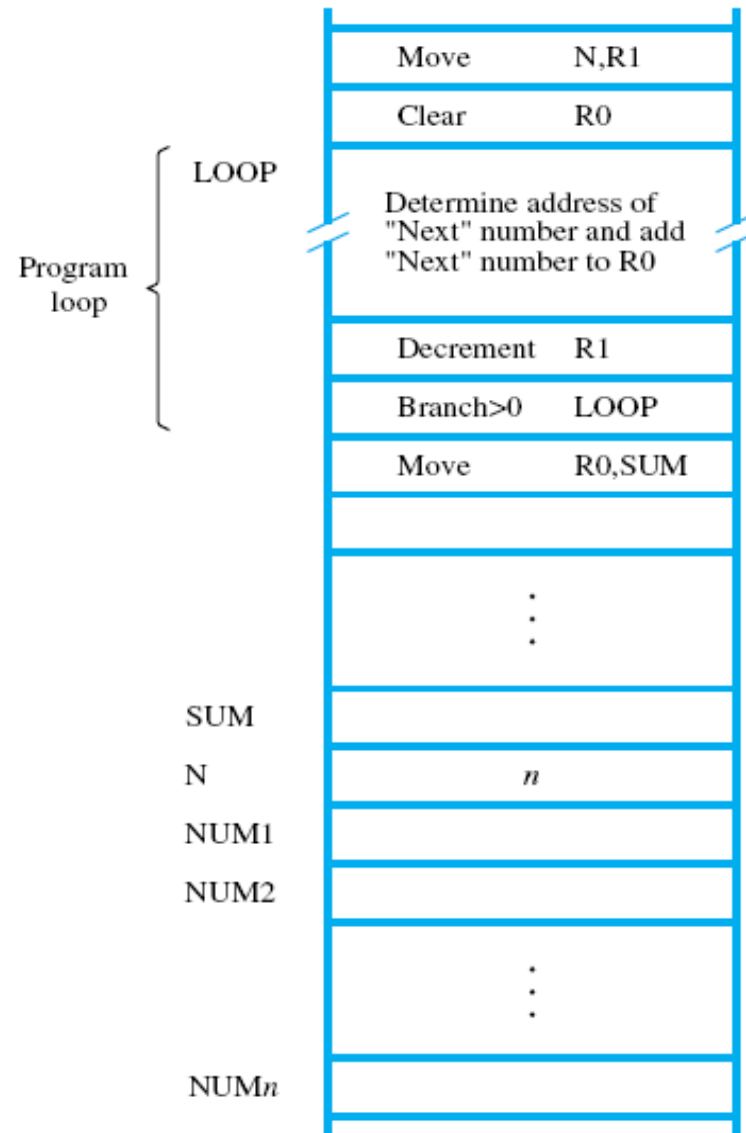 Move N,R1
Clear R0
LOOP
Determine address of
"Next" number and add
"Next" number to R0
Program
loop
Decrement R1
Branch>0 LOOP
Move R0,SUM
SUM
N n
NUM1
NUM2
NUMn